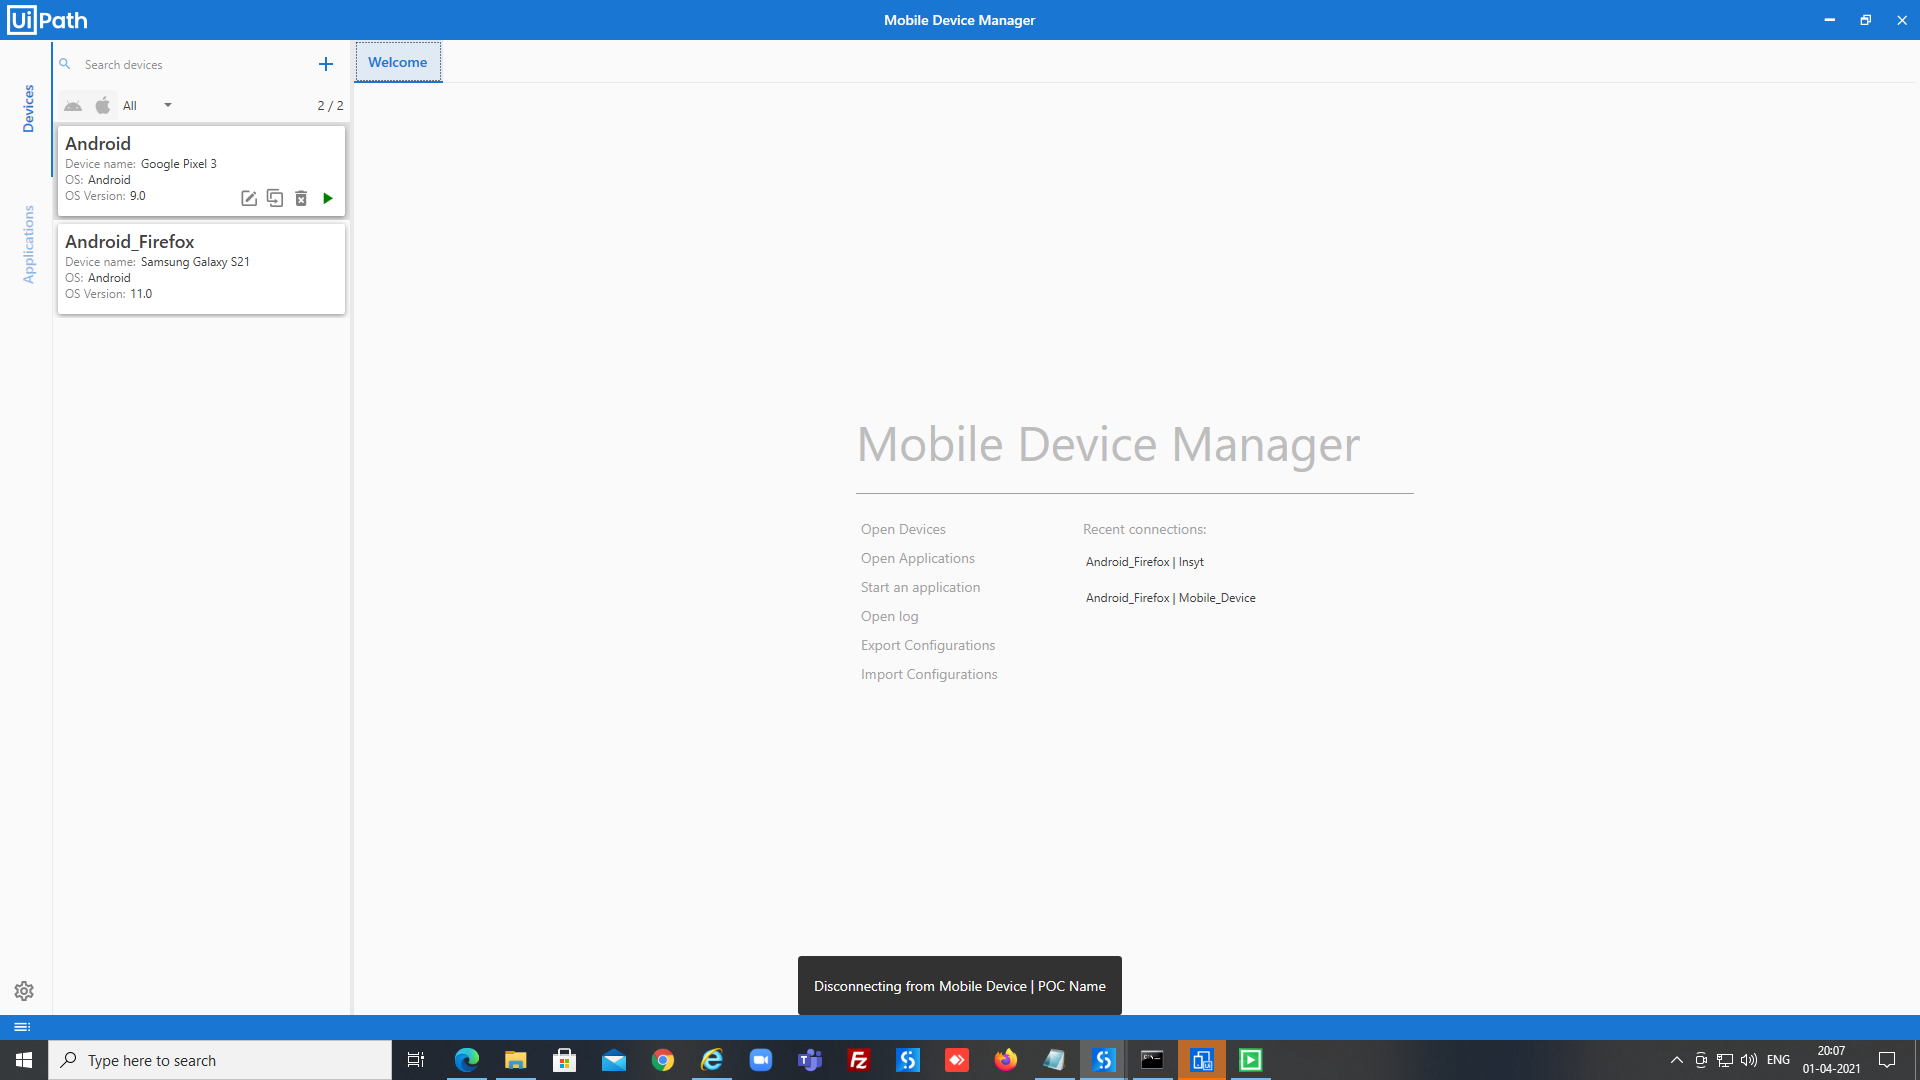 UiPath
Mobile Device Manager
Devices
Applications
Search devices
All
2 / 2
Android
Device name: Google Pixel 3
OS: Android
OS Version: 9.0
Android_Firefox
Device name: Samsung Galaxy S21
OS: Android
OS Version: 11.0
Welcome
Mobile Device Manager
Open Devices
Open Applications
Start an application
Open log
Export Configurations
Import Configurations
Recent connections:
Android_Firefox | Insyt
Android_Firefox | Mobile_Device
Disconnecting from Mobile Device | POC Name
Type here to search
ENG
20:07
01-04-2021